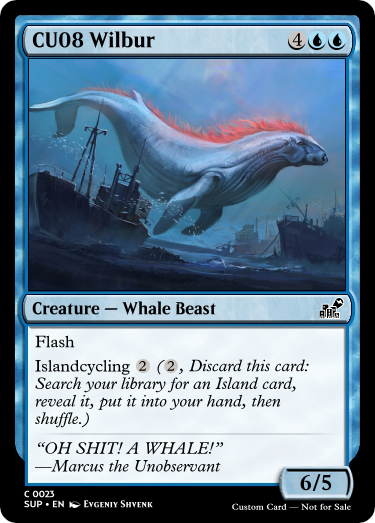 CU08 Wilbur 4
Creature — Whale Beast
Flash
Islandcycling 2 (2, Discard this card:
Search your library for an Island card,
reveal it, put it into your hand, then
shuffle.)
“OH SHIT! A WHALE!”
—Marcus the Unobservant
6/5
C 0023
SUP • EN Evgeniy Shvenk
Custom Card — Not for Sale